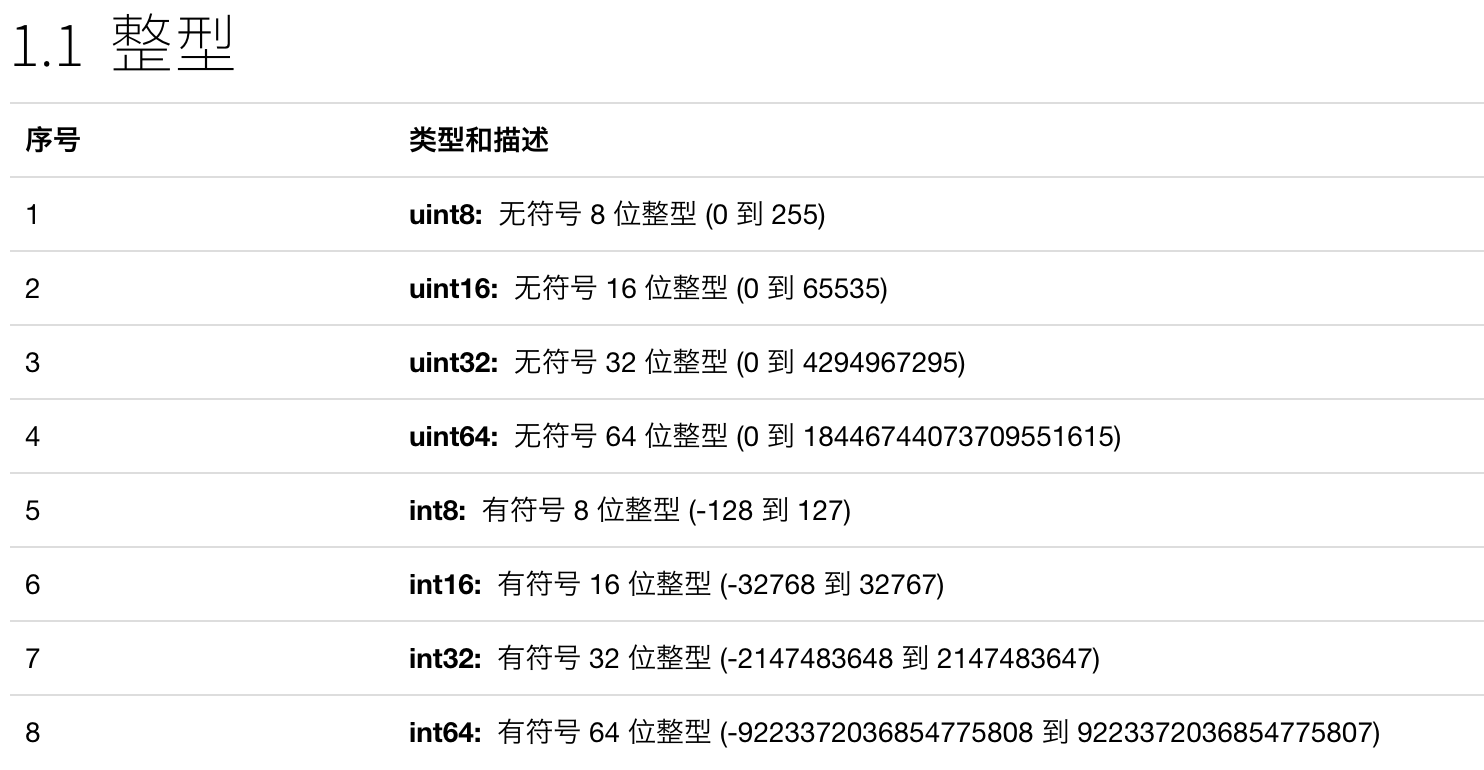 1.1 整型
序号 类型和描述
1 uint8: 无符号 8 位整型 (0 到 255)
2 uint16: 无符号 16 位整型 (0 到 65535)
3 uint32: 无符号 32 位整型 (0 到 4294967295)
4 uint64: 无符号 64 位整型 (0 到 18446744073709551615)
5 int8: 有符号 8 位整型 (-128 到 127)
6 int16: 有符号 16 位整型 (-32768 到 32767)
7 int32: 有符号 32 位整型 (-2147483648 到 2147483647)
8 int64: 有符号 64 位整型 (-9223372036854775808 到 9223372036854775807)